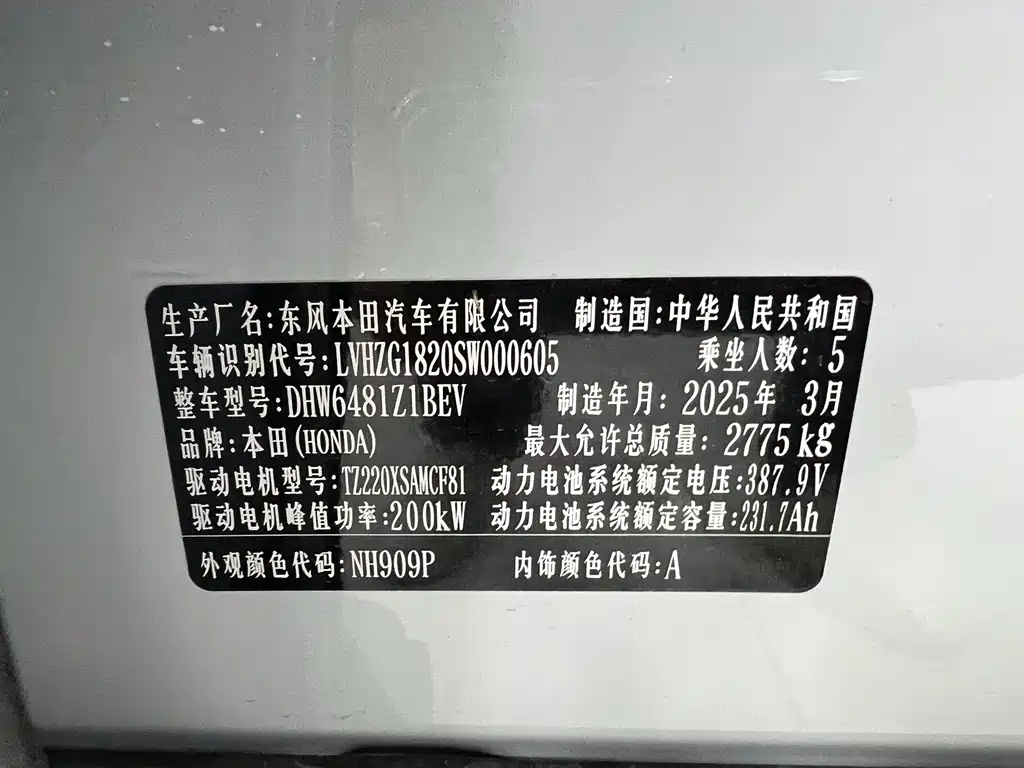 生产厂名:东风本田汽车有限公司 制造国:中华人民共和国
车辆识别代号:LVHZG1820SW000605 乘坐人数:5
整车型号:DHW6481Z1BEV 制造年月:2025年 3月
品牌:本田(HONDA) 最大允许总质量:2775kg
驱动电机型号:TZ220XSAMCF81 动力电池系统额定电压:387.9V
驱动电机峰值功率:200kW 动力电池系统额定容量:231.7Ah
外观颜色代码:NH909P 内饰颜色代码:A